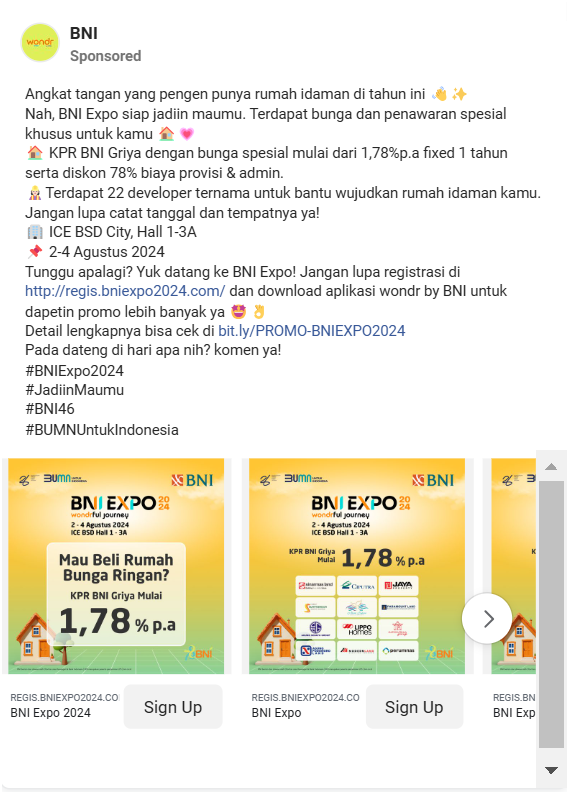 wondr
BNI
Sponsored
Angkat tangan yang pengen punya rumah idaman di tahun ini 👋 ✨
Nah, BNI Expo siap jadiin maumu. Terdapat bunga dan penawaran spesial
khusus untuk kamu 🏠 💗
🏠 KPR BNI Griya dengan bunga spesial mulai dari 1,78%p.a fixed 1 tahun
serta diskon 78% biaya provisi & admin.
👷Terdapat 22 developer ternama untuk bantu wujudkan rumah idaman kamu.
Jangan lupa catat tanggal dan tempatnya ya!
🏢 ICE BSD City, Hall 1-3A
📌 2-4 Agustus 2024
Tunggu apalagi? Yuk datang ke BNI Expo! Jangan lupa registrasi di
http://regis.bniexpo2024.com/ dan download aplikasi wondr by BNI untuk
dapetin promo lebih banyak ya 🤩 👌
Detail lengkapnya bisa cek di bit.ly/PROMO-BNIEXPO2024
Pada dateng di hari apa nih? komen ya!
#BNIExpo2024
#JadiinMaumu
#BNI46
#BUMNUntukIndonesia
BUMN
BNI
BNI EXPO 2024
wondrful journey
2 - 4 Agustus 2024
ICE BSD Hall 1 - 3A
Mau Beli Rumah
Bunga Ringan?
KPR BNI Griya Mulai
1,78 % p.a
BNI
REGIS.BNIEXPO2024.CO
BNI Expo 2024
Sign Up
BUMN
BNI
BNI EXPO 2024
wondrful journey
2 - 4 Agustus 2024
ICE BSD Hall 1 - 3A
KPR BNI Griya
Mulai
1,78 % p.a
sinarmas land
CIPUTRA
JAYA
LIPPO
HOMES
perumnas
BNI
REGIS.BNIEXPO2024.CO
BNI Expo
Sign Up
BUMN
REGIS.BN
BNI Exp